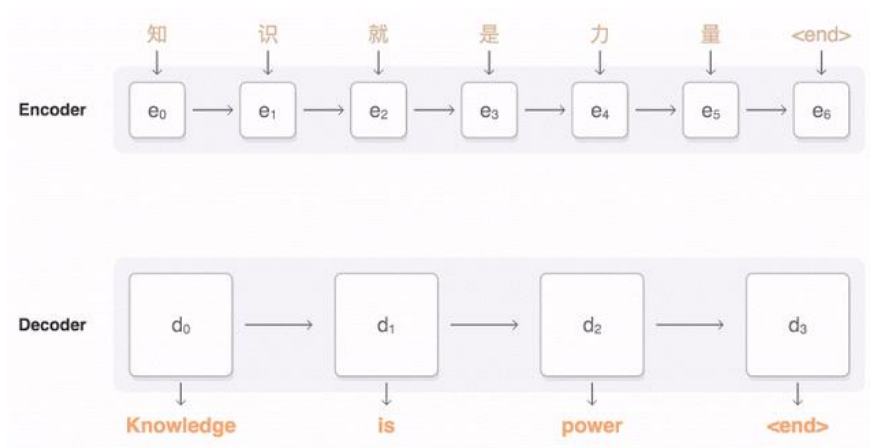 知 识 就 是 力 量 <end>
Encoder e₀ e₁ e₂ e₃ e₄ e₅ e₆
Decoder d₀ d₁ d₂ d₃
Knowledge is power <end>